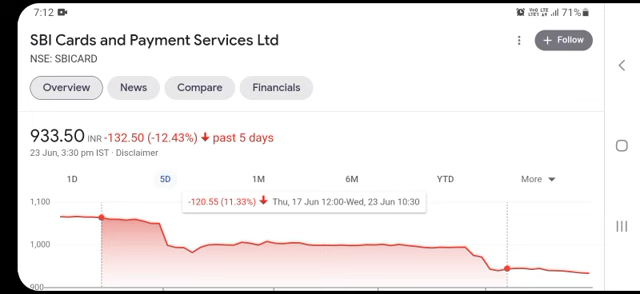 7:12 71%
SBI Cards and Payment Services Ltd
+ Follow
NSE: SBICARD
Overview News Compare Financials
933.50 INR -132.50 (-12.43%) past 5 days
23 Jun, 3:30 pm IST · Disclaimer
1D 5D 1M 6M YTD More
-120.55 (11.33%) Thu, 17 Jun 12:00-Wed, 23 Jun 10:30
1,100
1,000
900